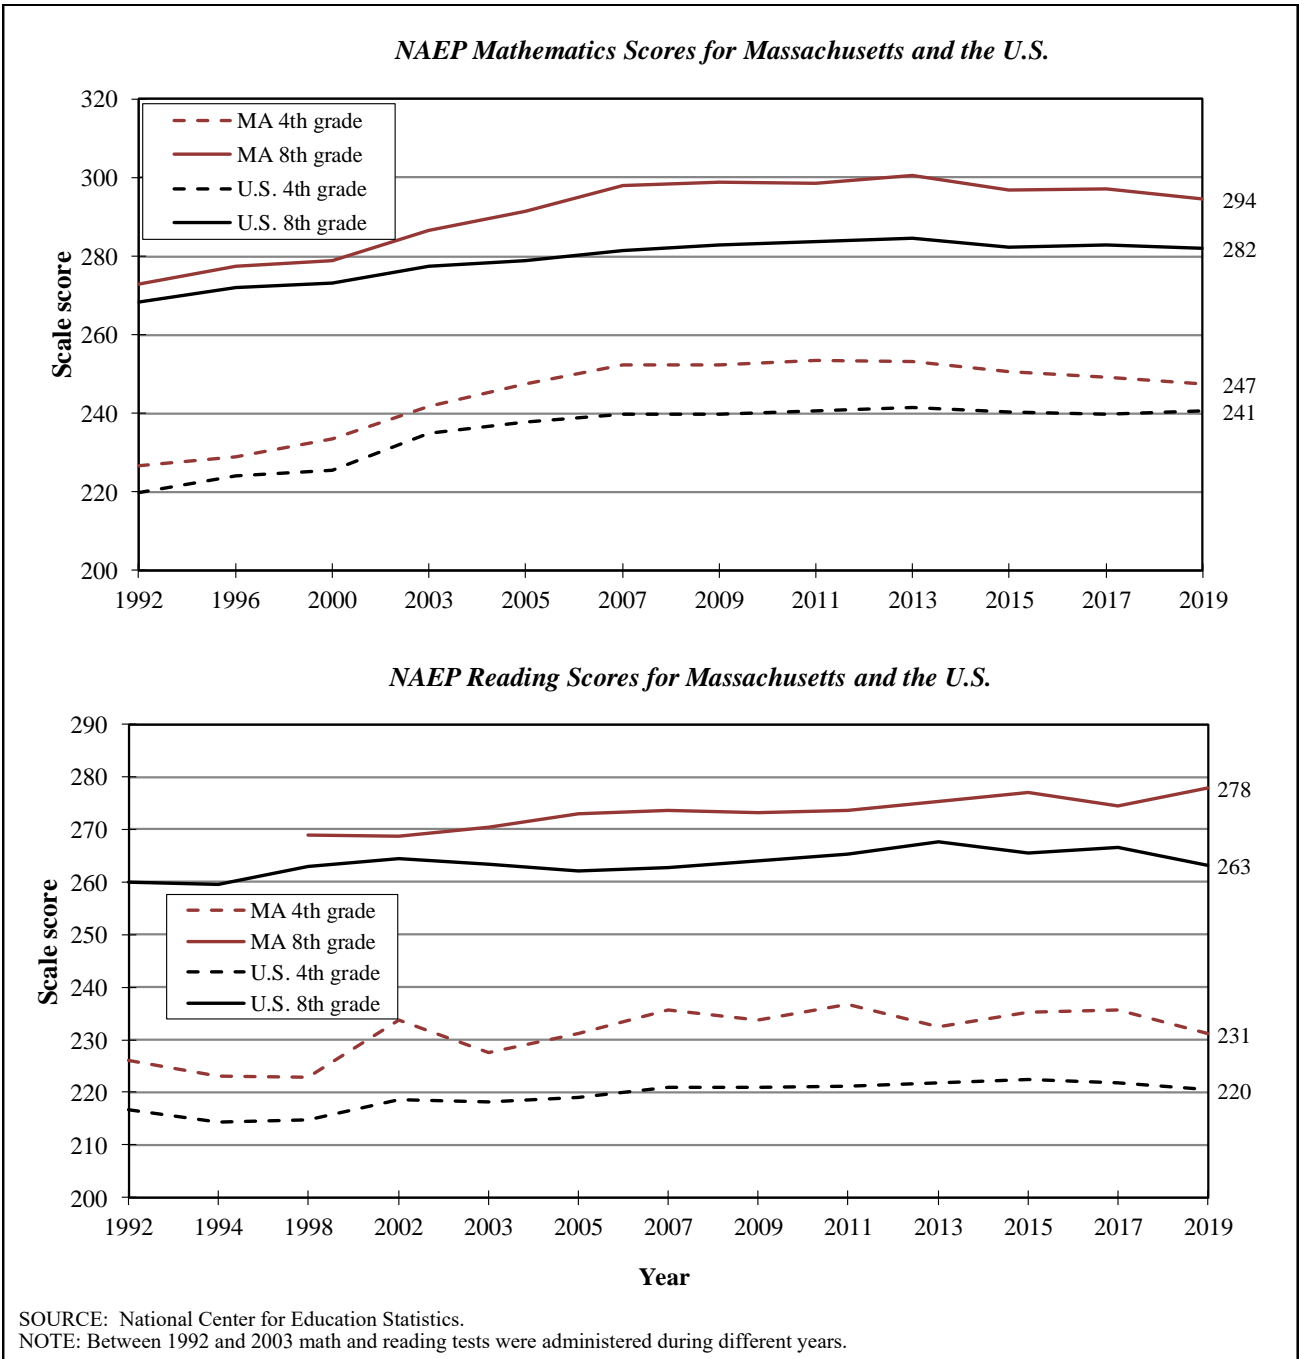 NAEP Mathematics Scores for Massachusetts and the U.S.
320
300
280
260
240
220
200
Scale score
MA 4th grade
MA 8th grade
U.S. 4th grade
U.S. 8th grade
294
282
247
241
1992 1996 2000 2003 2005 2007 2009 2011 2013 2015 2017 2019
NAEP Reading Scores for Massachusetts and the U.S.
290
280
270
260
250
240
230
220
210
200
Scale score
MA 4th grade
MA 8th grade
U.S. 4th grade
U.S. 8th grade
278
263
231
220
1992 1994 1998 2002 2003 2005 2007 2009 2011 2013 2015 2017 2019
Year
SOURCE: National Center for Education Statistics.
NOTE: Between 1992 and 2003 math and reading tests were administered during different years.